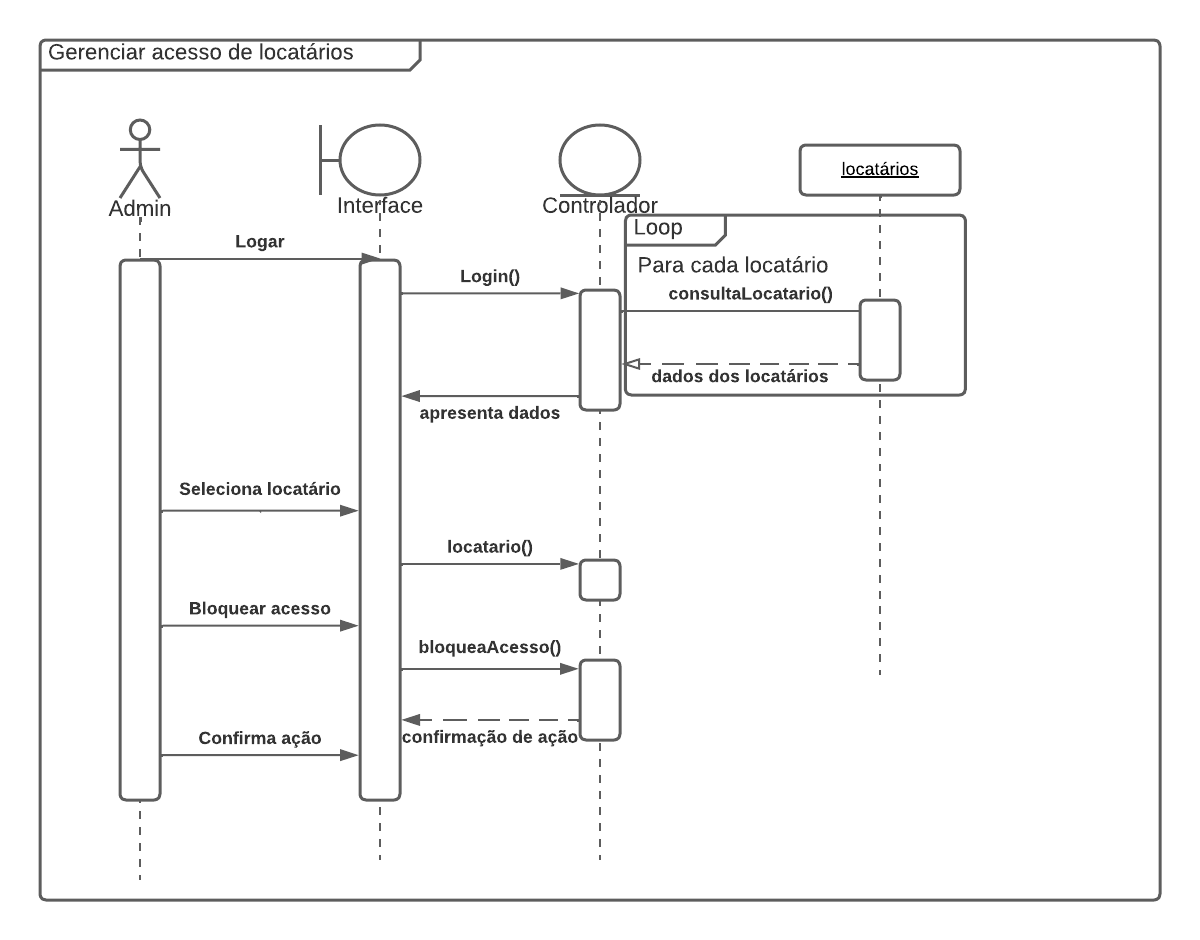 Gerenciar acesso de locatários
Admin
Interface
Controlador
locatários
Loop
Para cada locatário
Logar
Login()
consultaLocatario()
dados dos locatários
apresenta dados
Seleciona locatário
locatario()
Bloquear acesso
bloqueaAcesso()
confirmação de ação
Confirma ação